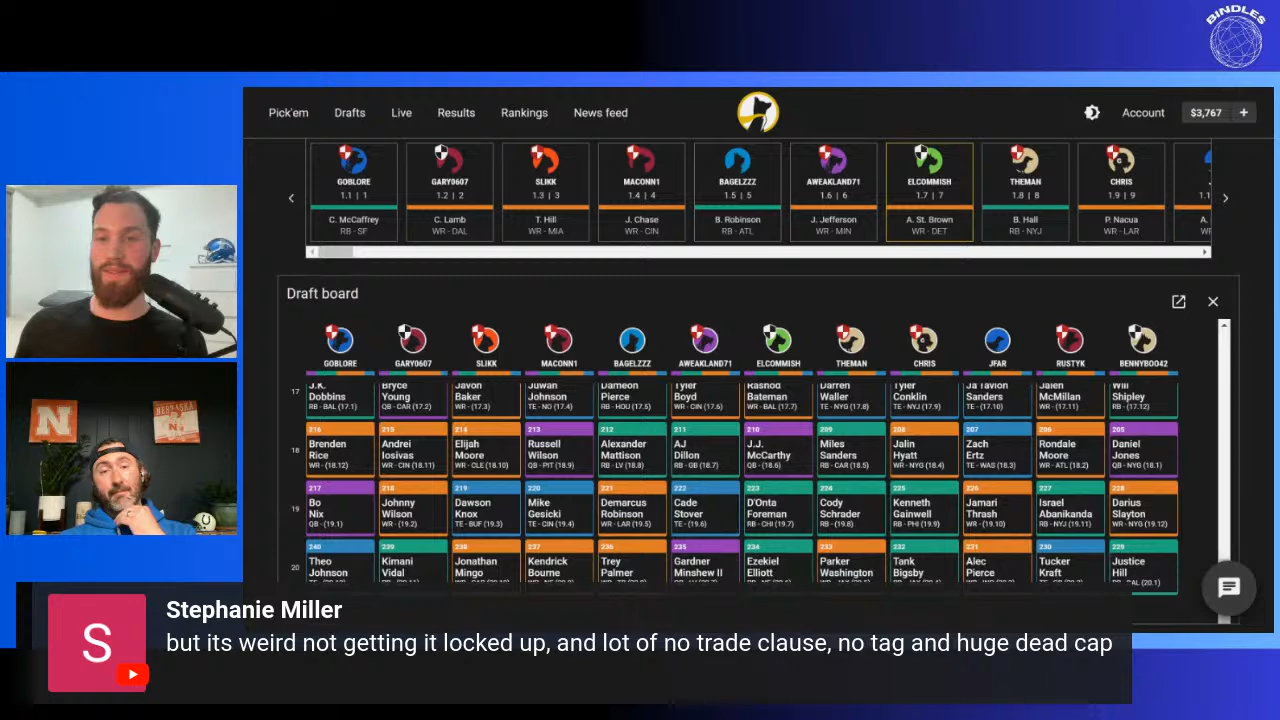 BINDLES
Pick'em Drafts Live Results Rankings News feed Account $3,767 +
GOBLORE GARY0607 SLIKK MACONN1 BAGELZZZ AWEAKLAND71 ELCOMMISH THEMAN CHRIS
1.1 | 1 1.2 | 2 1.3 | 3 1.4 | 4 1.5 | 5 1.6 | 6 1.7 | 7 1.8 | 8 1.9 | 9
C. McCaffrey C. Lamb T. Hill J. Chase B. Robinson J. Jefferson A. St. Brown B. Hall P. Nacua A.
RB - SF WR - DAL WR - MIA WR - CIN RB - ATL WR - MIN WR - DET RB - NYJ WR - LAR
Draft board
GOBLORE GARY0607 SLIKK MACONN1 BAGELZZZ AWEAKLAND71 ELCOMMISH THEMAN CHRIS JFAR RUSTYK BENNYBOO42
17 J.K. Bryce Javon Juwan Dameon Tyler Rashod Darren Tyler Ja'Tavion Jalen Will
Dobbins Young Baker Johnson Pierce Boyd Bateman Waller Conklin Sanders McMillan Shipley
RB - BAL (17.1) QB - CAR (17.2) WR - (17.3) TE - NO (17.4) RB - HOU (17.5) WR - CIN (17.6) WR - BAL (17.7) TE - NYG (17.8) TE - NYJ (17.9) TE - (17.10) WR - (17.11) RB - (17.12)
216 215 214 213 212 211 210 209 208 207 206 205
18 Brenden Andrei Elijah Russell Alexander AJ J.J. Miles Jalin Zach Rondale Daniel
Rice Iosivas Moore Wilson Mattison Dillon McCarthy Sanders Hyatt Ertz Moore Jones
WR - (18.12) WR - CIN (18.11) WR - CLE (18.10) QB - PIT (18.9) RB - LV (18.8) RB - GB (18.7) QB - (18.6) RB - CAR (18.5) WR - NYG (18.4) TE - WAS (18.3) WR - ATL (18.2) QB - NYG (18.1)
217 218 219 220 221 222 223 224 225 226 227 228
19 Bo Johnny Dawson Mike Demarcus Cade D'Onta Cody Kenneth Jamari Israel Darius
Nix Wilson Knox Gesicki Robinson Stover Foreman Schrader Gainwell Thrash Abanikanda Slayton
QB - (19.1) WR - (19.2) TE - BUF (19.3) TE - CIN (19.4) WR - LAR (19.5) TE - (19.6) RB - CHI (19.7) RB - (19.8) RB - PHI (19.9) WR - (19.10) RB - NYJ (19.11) WR - NYG (19.12)
240 239 238 237 236 235 234 233 232 231 230 229
20 Theo Kimani Jonathan Kendrick Trey Gardner Ezekiel Parker Tank Alec Tucker Justice
Johnson Vidal Mingo Bourne Palmer Minshew II Elliott Washington Bigsby Pierce Kraft Hill
N
NEBRASKA
N
S
Stephanie Miller
but its weird not getting it locked up, and lot of no trade clause, no tag and huge dead cap